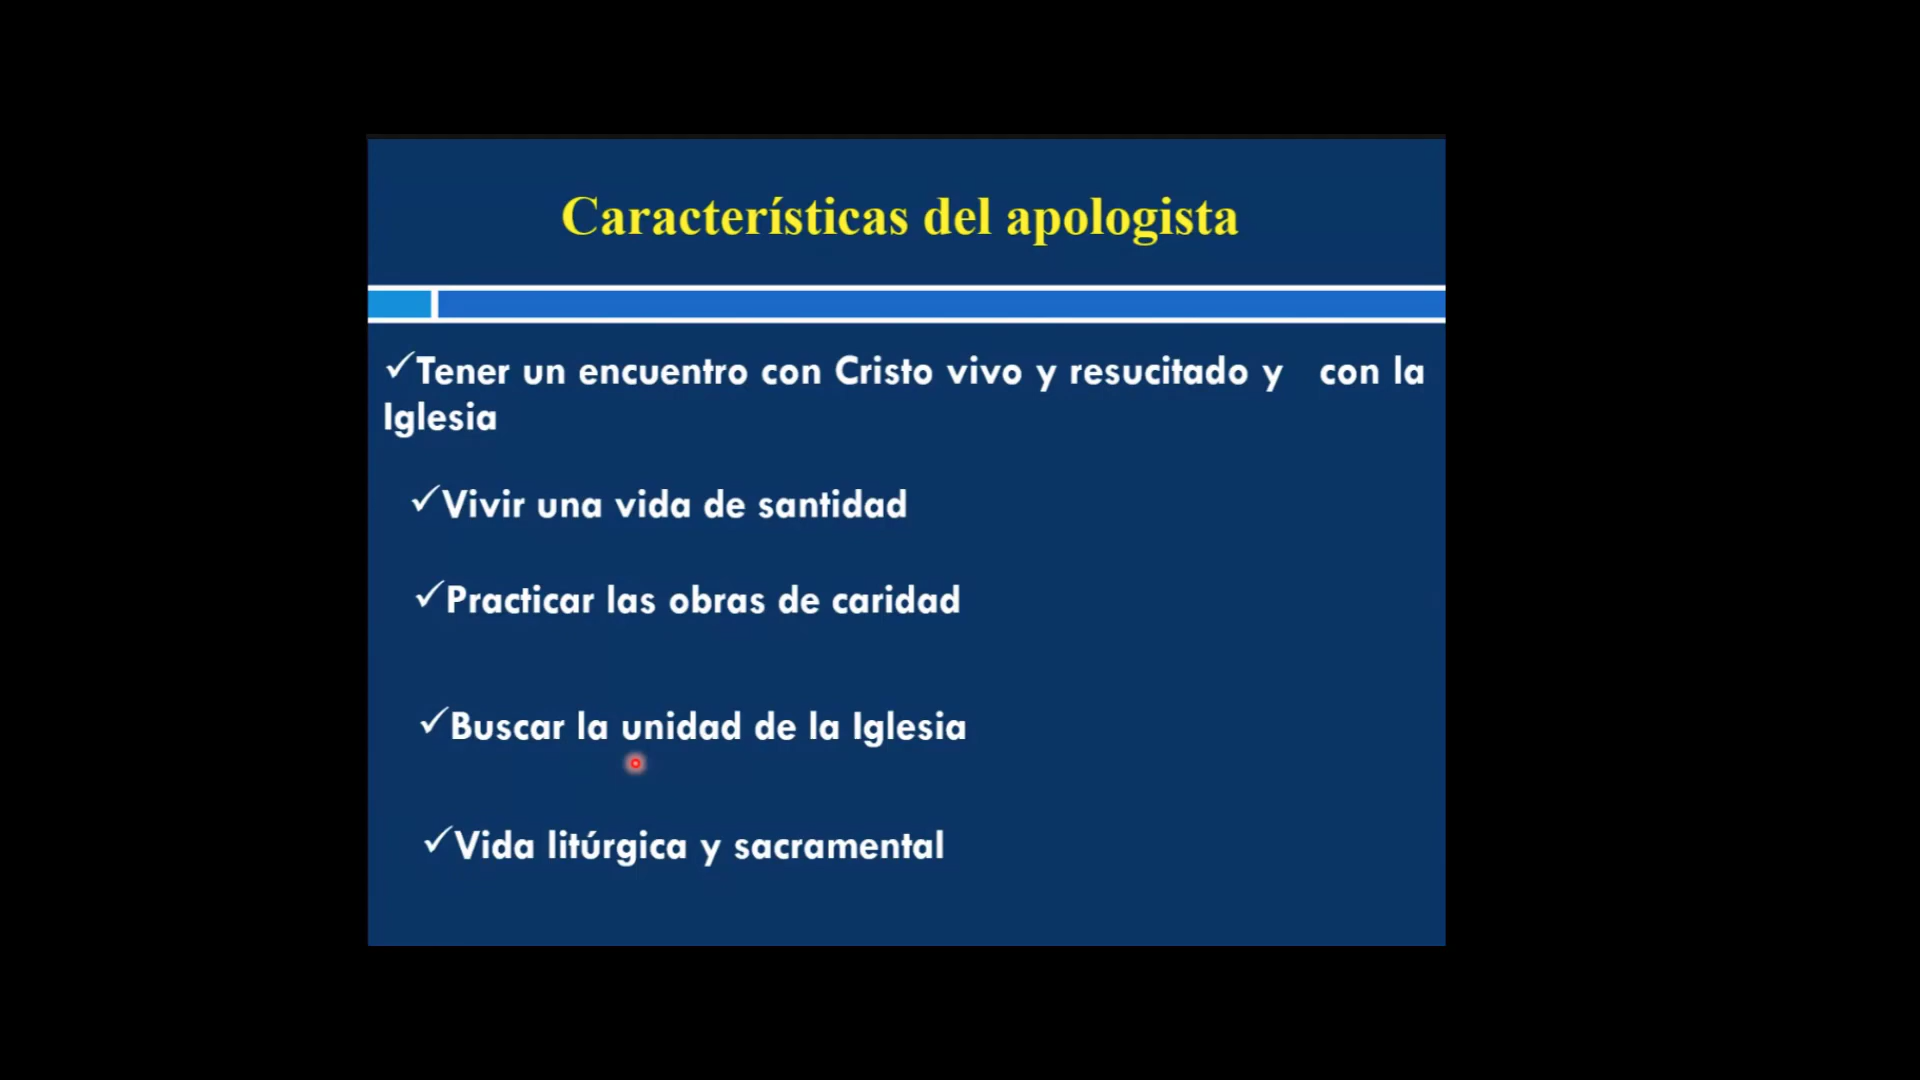 Características del apologista
✓Tener un encuentro con Cristo vivo y resucitado y con la
Iglesia
✓Vivir una vida de santidad
✓Practicar las obras de caridad
✓Buscar la unidad de la Iglesia
✓Vida litúrgica y sacramental